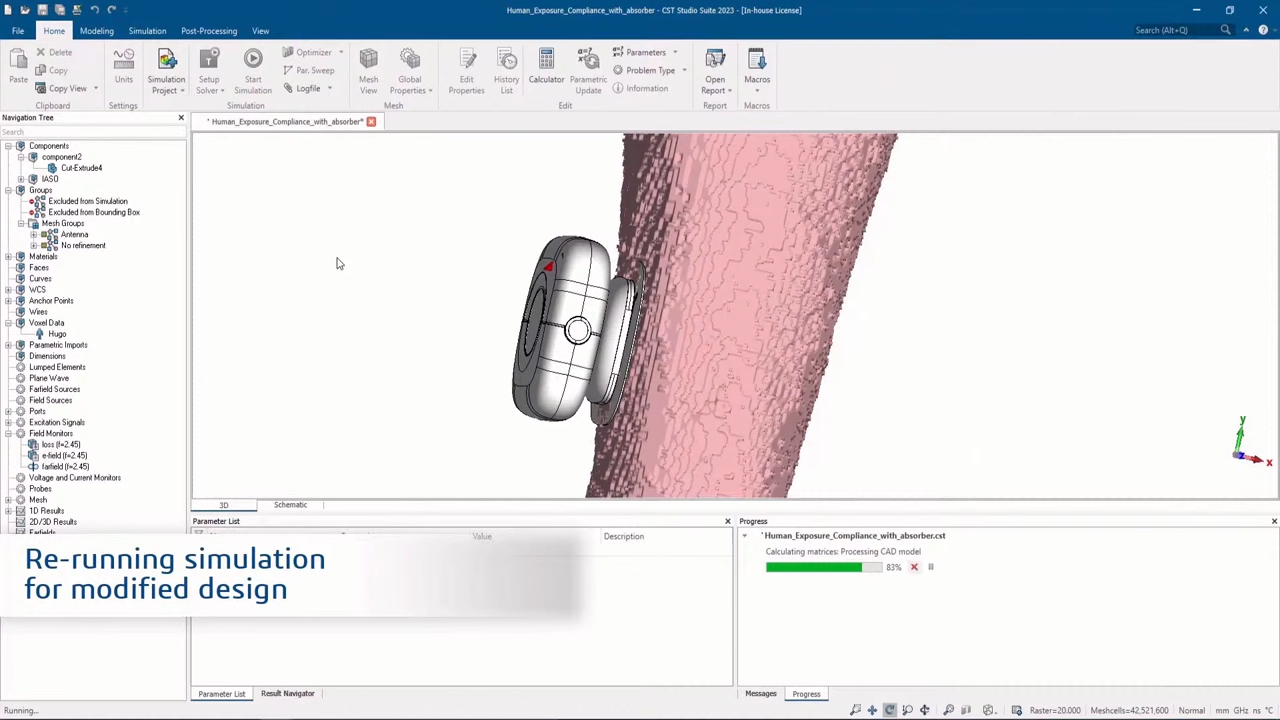 Human_Exposure_Compliance_with_absorber - CST Studio Suite 2023 - [In-house License]
File Home Modeling Simulation Post-Processing View
Search (Alt+Q)
Paste
Delete
Copy
Copy View
Clipboard
Units
Settings
Simulation Project
Setup Solver
Start Simulation
Optimizer
Par. Sweep
Logfile
Simulation
Mesh View
Global Properties
Mesh
Edit Properties
History List
Calculator
Parametric Update
Parameters
Problem Type
Information
Edit
Open Report
Report
Macros
Macros
Navigation Tree
Search
Components
component2
Cut-Extrude4
IASO
Groups
Excluded from Simulation
Excluded from Bounding Box
Mesh Groups
Antenna
No refinement
Materials
Faces
Curves
WCS
Anchor Points
Wires
Voxel Data
Hugo
Parametric Imports
Dimensions
Lumped Elements
Plane Wave
Farfield Sources
Field Sources
Ports
Excitation Signals
Field Monitors
loss (f=2.45)
e-field (f=2.45)
farfield (f=2.45)
Voltage and Current Monitors
Probes
Mesh
1D Results
2D/3D Results
* Human_Exposure_Compliance_with_absorber*
y
z
x
3D Schematic
Parameter List
Value Description
Parameter List Result Navigator
Progress
*Human_Exposure_Compliance_with_absorber.cst
Calculating matrices: Processing CAD model
83%
Messages Progress
Re-running simulation
for modified design
Running...
Raster=20.000 Meshcells=42,521,600 Normal mm GHz ns °C